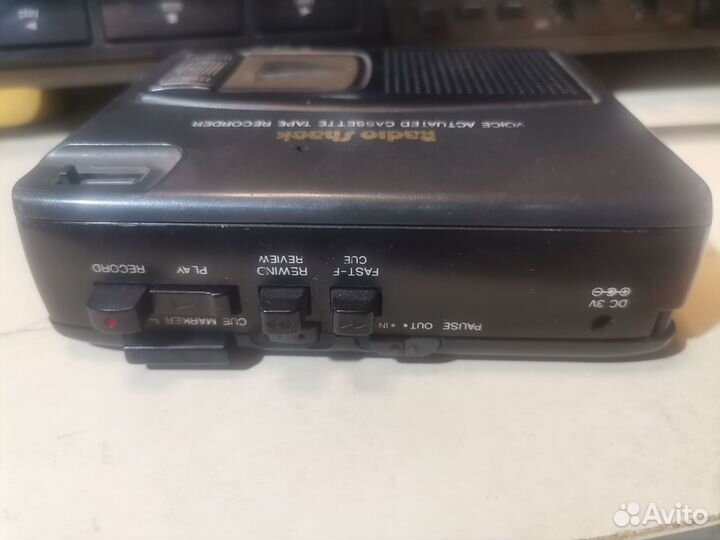 play
Radio Shack
VOICE ACTUATED CASSETTE TAPE RECORDER
RECORD
PLAY
REWIND
REVIEW
FAST-F
CUE
DC 3V
CUE MARKER
IN
OUT
PAUSE
Avito